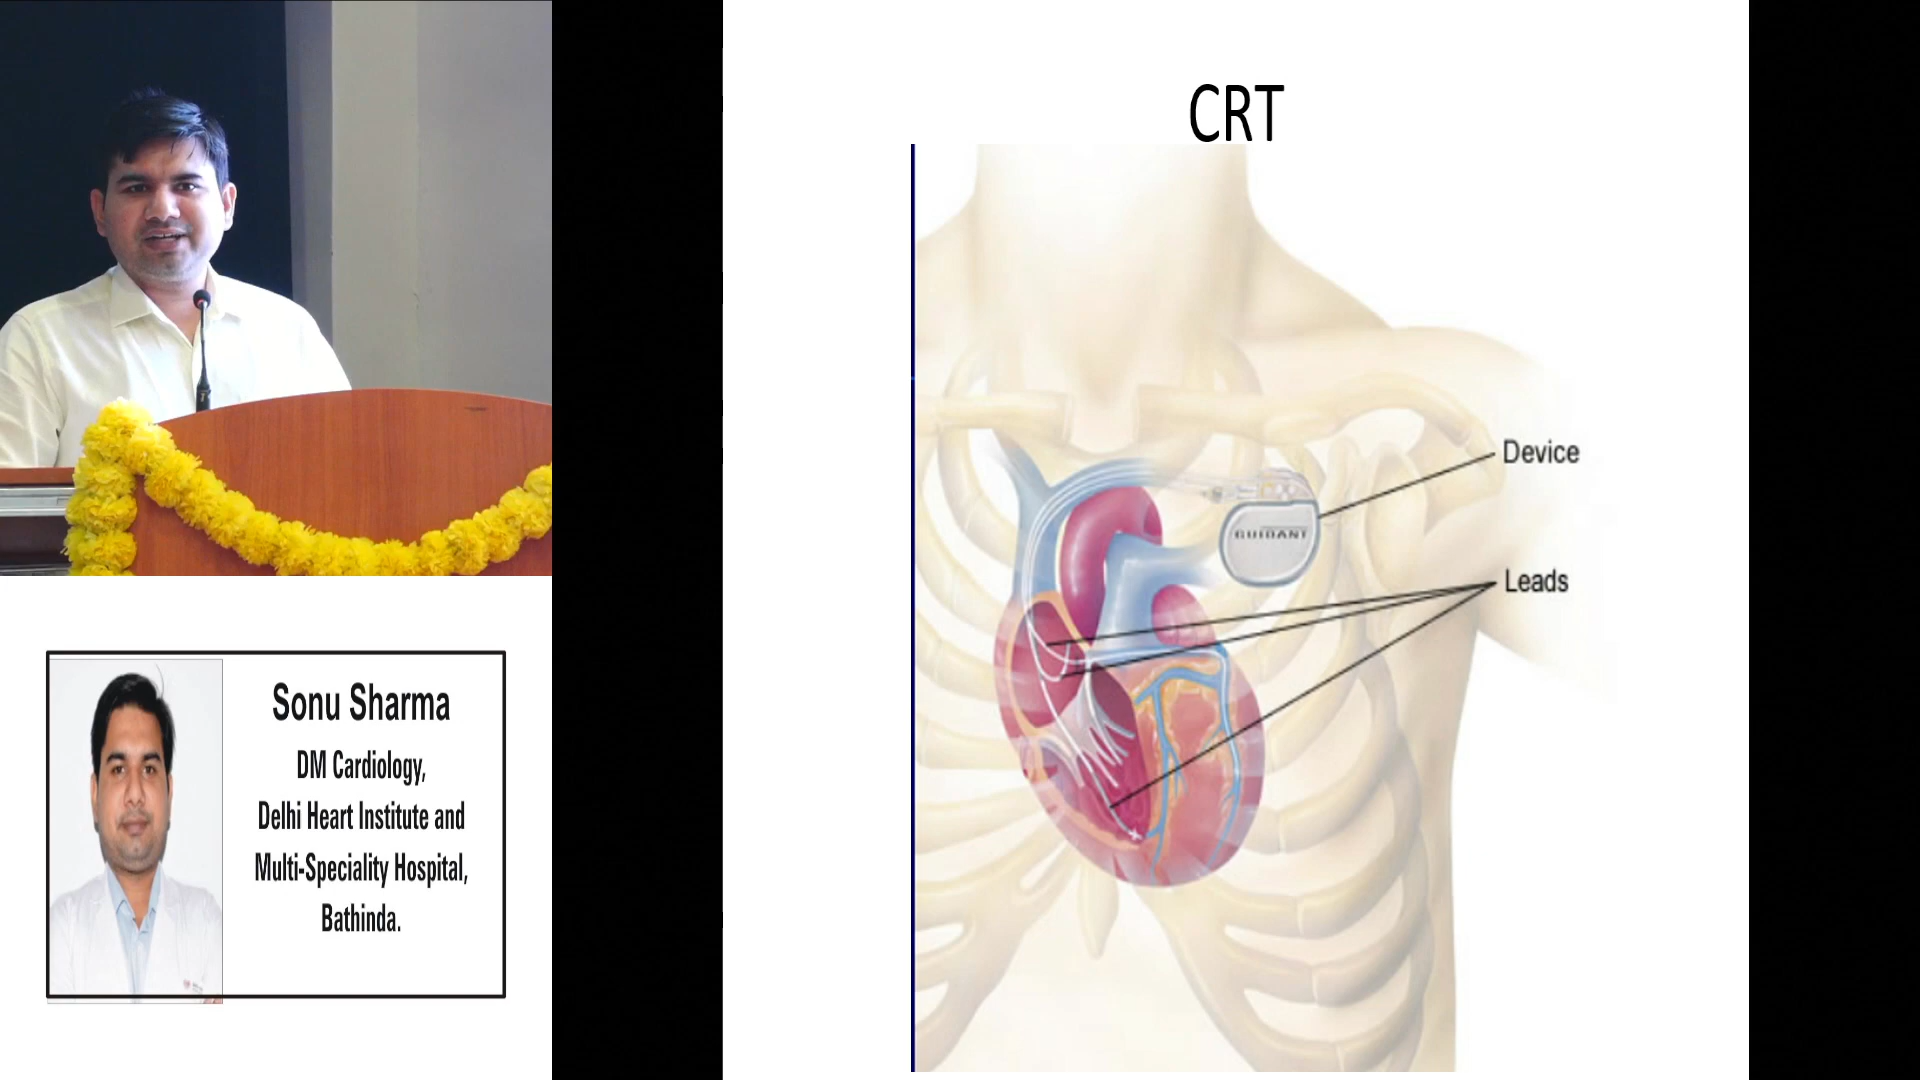 CRT
Device
GUIDANT
Leads
Sonu Sharma
DM Cardiology,
Delhi Heart Institute and
Multi-Speciality Hospital,
Bathinda.